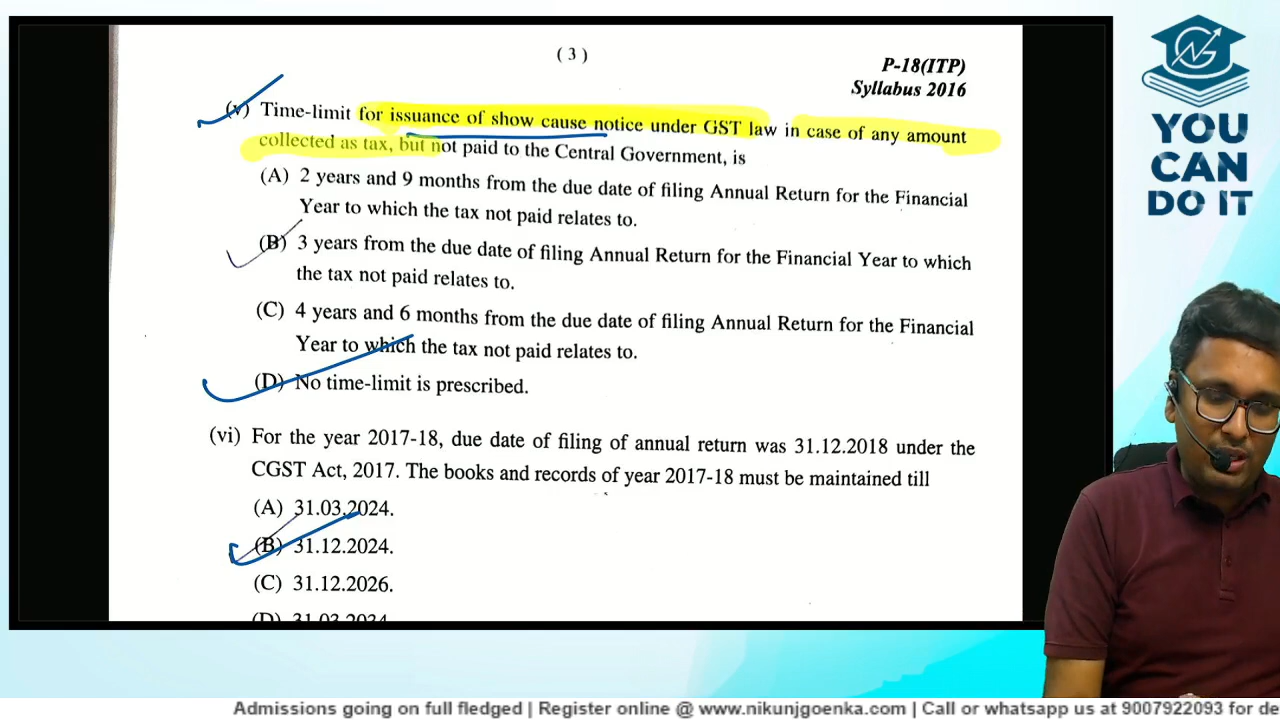 ( 3 )
P-18(ITP)
Syllabus 2016
(v) Time-limit for issuance of show cause notice under GST law in case of any amount
collected as tax, but not paid to the Central Government, is
(A) 2 years and 9 months from the due date of filing Annual Return for the Financial
Year to which the tax not paid relates to.
(B) 3 years from the due date of filing Annual Return for the Financial Year to which
the tax not paid relates to.
(C) 4 years and 6 months from the due date of filing Annual Return for the Financial
Year to which the tax not paid relates to.
(D) No time-limit is prescribed.
(vi) For the year 2017-18, due date of filing of annual return was 31.12.2018 under the
CGST Act, 2017. The books and records of year 2017-18 must be maintained till
(A) 31.03.2024.
(B) 31.12.2024.
(C) 31.12.2026.
(D) 31.03.2034.
YOU
CAN
DO IT
Admissions going on full fledged | Register online @ www.nikunjgoenka.com | Call or whatsapp us at 9007922093 for de